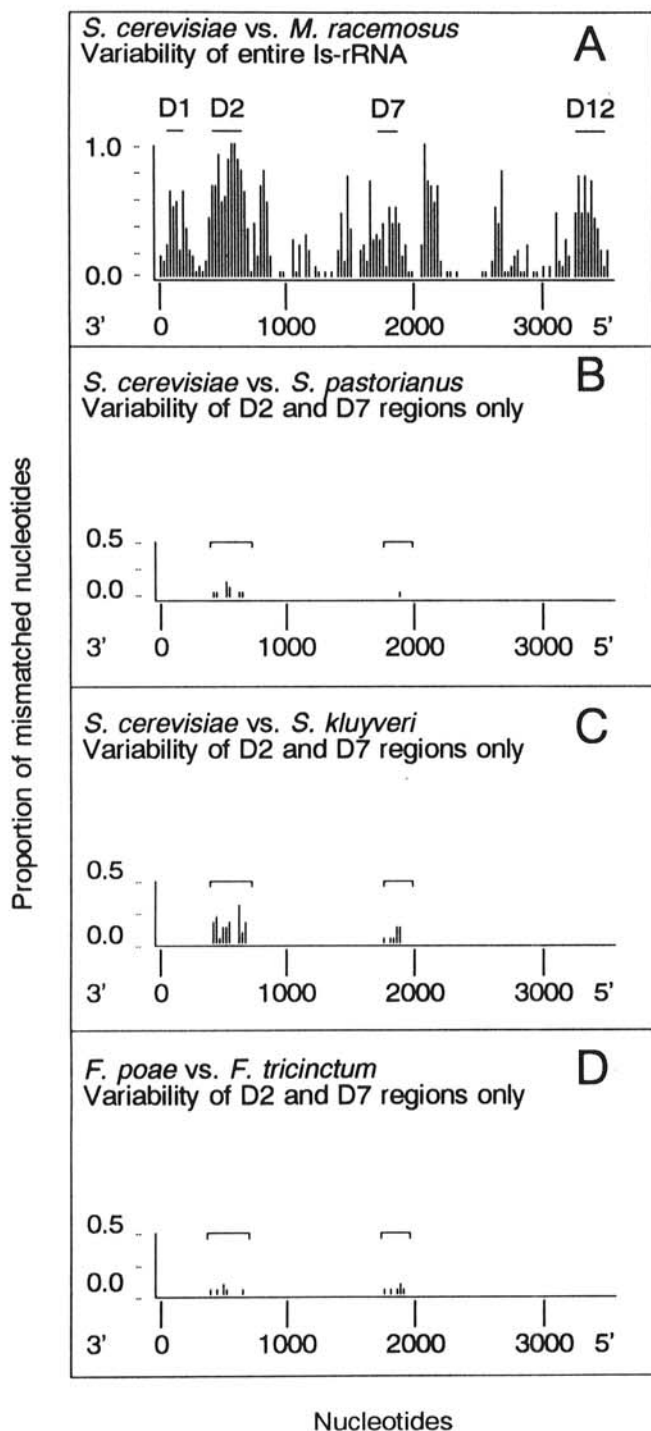 S. cerevisiae vs. M. racemosus
A
Variability of entire ls-rRNA
D1 D2 D7 D12
1.0
0.0
3' 0 1000 2000 3000 5'
S. cerevisiae vs. S. pastorianus
B
Variability of D2 and D7 regions only
0.5
0.0
3' 0 1000 2000 3000 5'
S. cerevisiae vs. S. kluyveri
C
Variability of D2 and D7 regions only
0.5
0.0
3' 0 1000 2000 3000 5'
F. poae vs. F. tricinctum
D
Variability of D2 and D7 regions only
0.5
0.0
3' 0 1000 2000 3000 5'
Proportion of mismatched nucleotides
Nucleotides